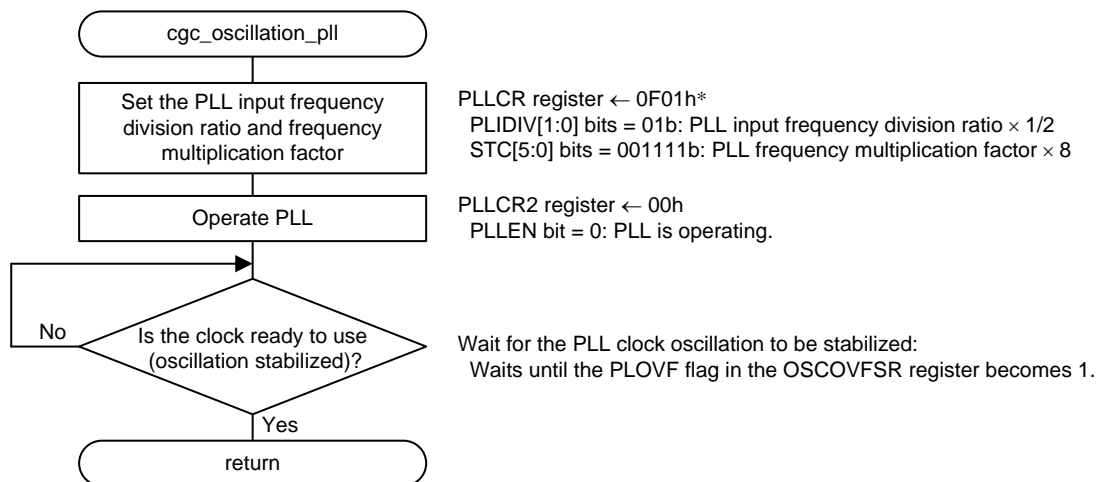 cgc_oscillation_pll
Set the PLL input frequency
division ratio and frequency
multiplication factor
PLLCR register ← 0F01h*
PLIDIV[1:0] bits = 01b: PLL input frequency division ratio × 1/2
STC[5:0] bits = 001111b: PLL frequency multiplication factor × 8
Operate PLL
PLLCR2 register ← 00h
PLLEN bit = 0: PLL is operating.
No
Is the clock ready to use
(oscillation stabilized)?
Wait for the PLL clock oscillation to be stabilized:
Waits until the PLOVF flag in the OSCOVFSR register becomes 1.
Yes
return